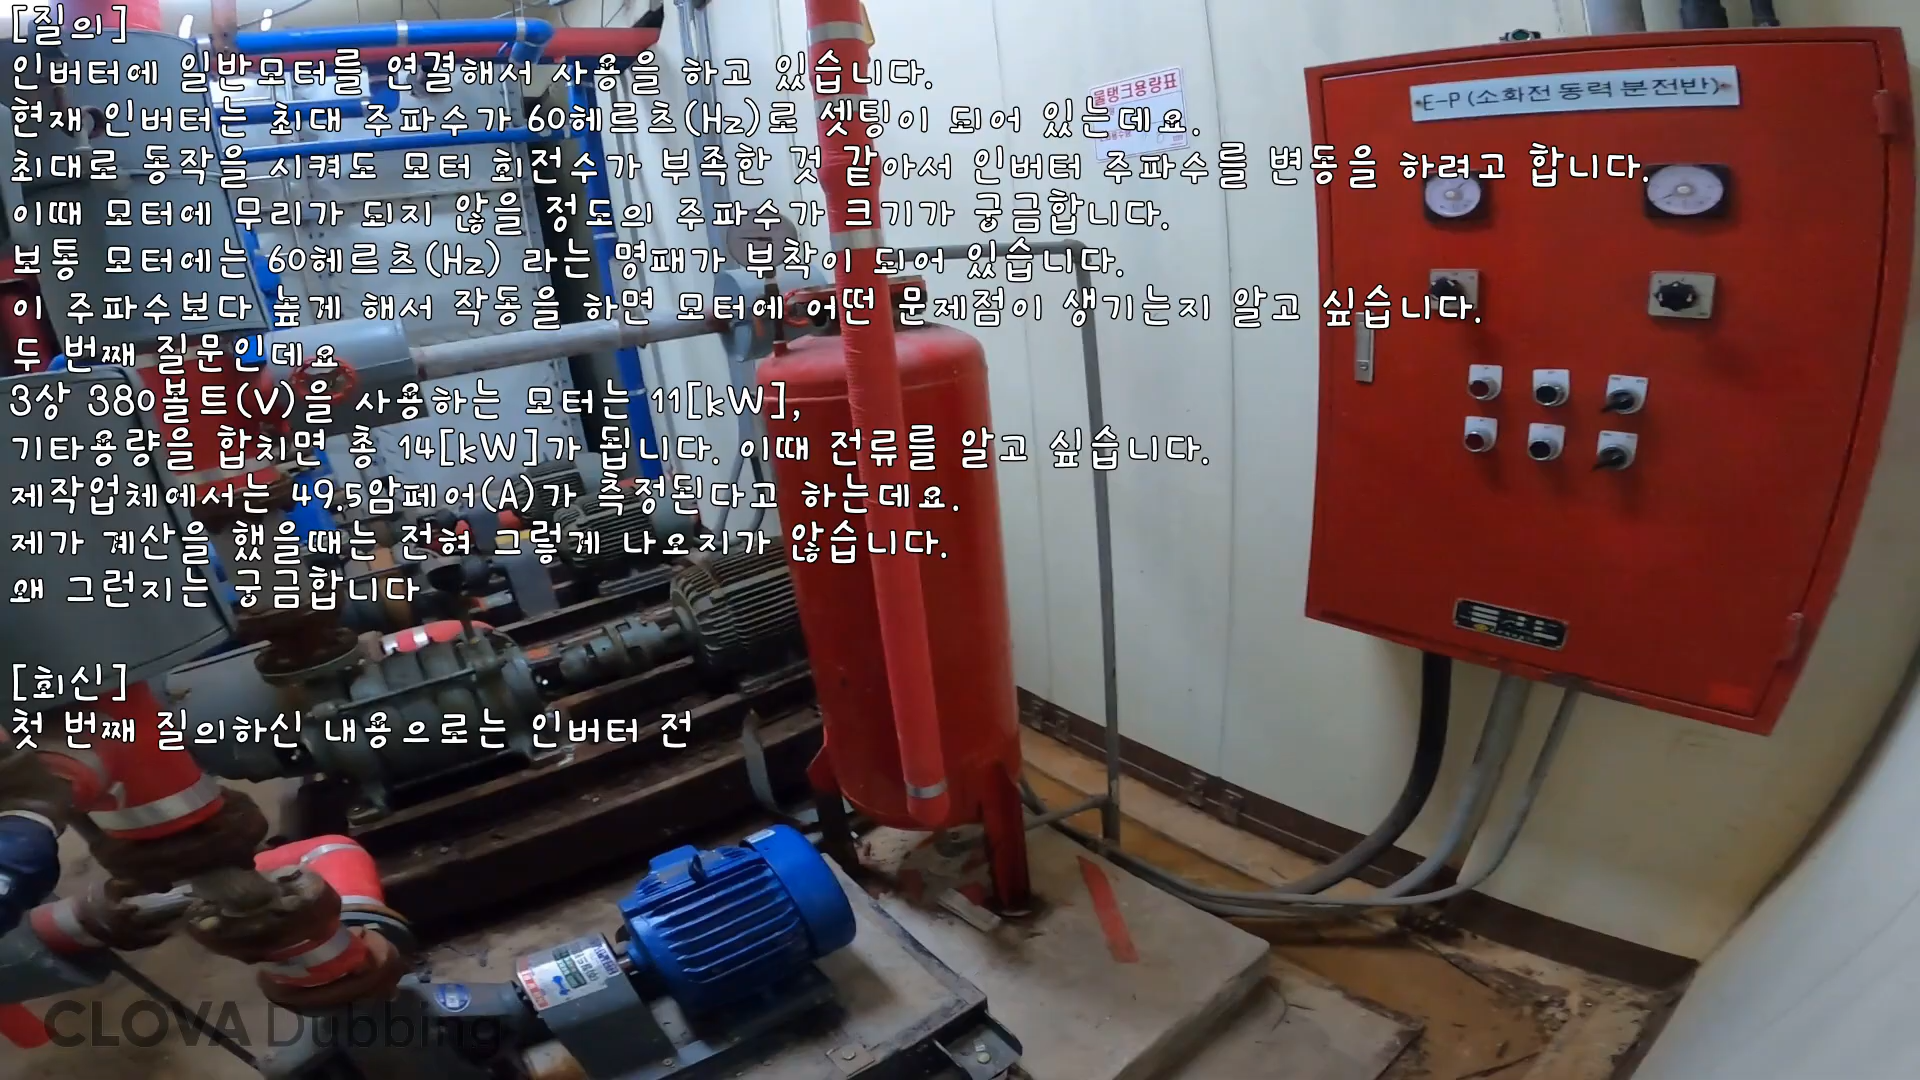 [질의]
인버터에 일반모터를 연결해서 사용을 하고 있습니다.
현재 인버터는 최대 주파수가 60헤르츠(Hz)로 셋팅이 되어 있는데요.
최대로 동작을 시켜도 모터 회전수가 부족한 것 같아서 인버터 주파수를 변동을 하려고 합니다.
이때 모터에 무리가 되지 않을 정도의 주파수가 크기가 궁금합니다.
보통 모터에는 60헤르츠(Hz) 라는 명패가 부착이 되어 있습니다.
이 주파수보다 높게 해서 작동을 하면 모터에 어떤 문제점이 생기는지 알고 싶습니다.
두 번째 질문인데요
3상 380볼트(V)을 사용하는 모터는 11[kW],
기타용량을 합치면 총 14[kW]가 됩니다. 이때 전류를 알고 싶습니다.
제작업체에서는 49.5암페어(A)가 측정된다고 하는데요.
제가 계산을 했을때는 전혀 그렇게 나오지가 않습니다.
왜 그런지는 궁금합니다
[회신]
첫 번째 질의하신 내용으로는 인버터 전
물탱크용량표
E-P(소화전 동력 분전반)
CLOVA Dubbing